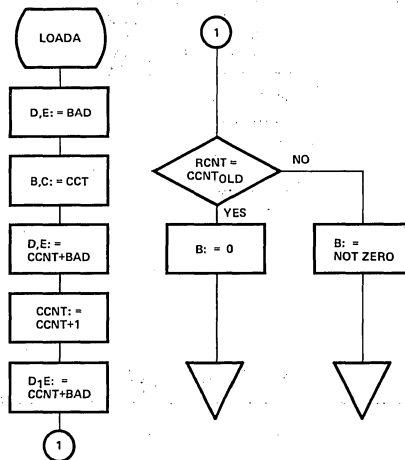 LOADA
D,E: = BAD
B,C: = CCT
D,E: =
CCNT+BAD
CCNT: =
CCNT+1
D1E: =
CCNT+BAD
1
1
RCNT =
CCNTOLD
NO
YES
B: = 0
B: =
NOT ZERO